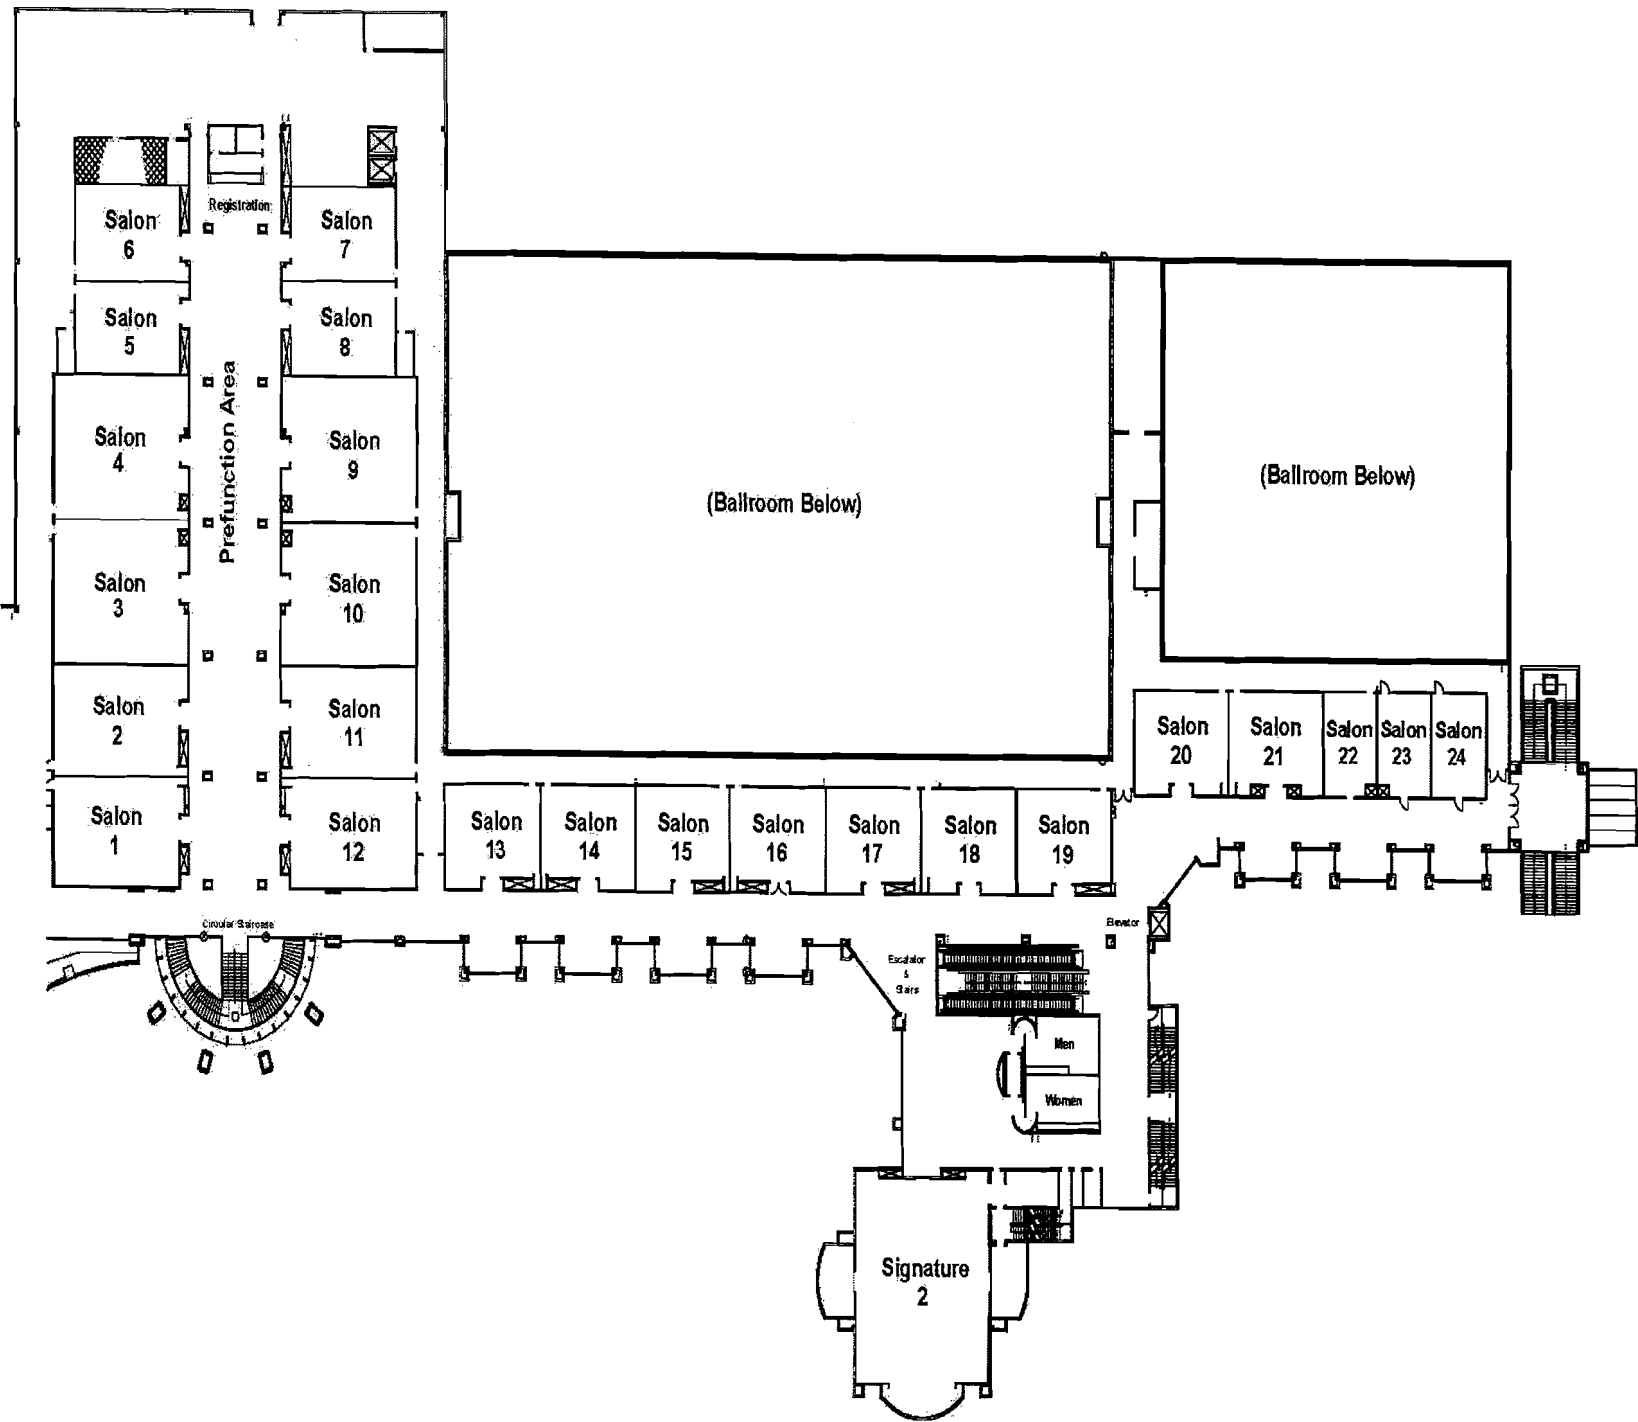 Registration
Salon
6
Salon
7
Salon
5
Salon
8
Prefunction Area
Salon
4
Salon
9
(Ballroom Below)
(Ballroom Below)
Salon
3
Salon
10
Salon
2
Salon
11
Salon
20
Salon
21
Salon
22
Salon
23
Salon
24
Salon
1
Salon
12
Salon
13
Salon
14
Salon
15
Salon
16
Salon
17
Salon
18
Salon
19
Circular Staircase
Elevator
Escalator
&
Stairs
Men
Women
Signature
2